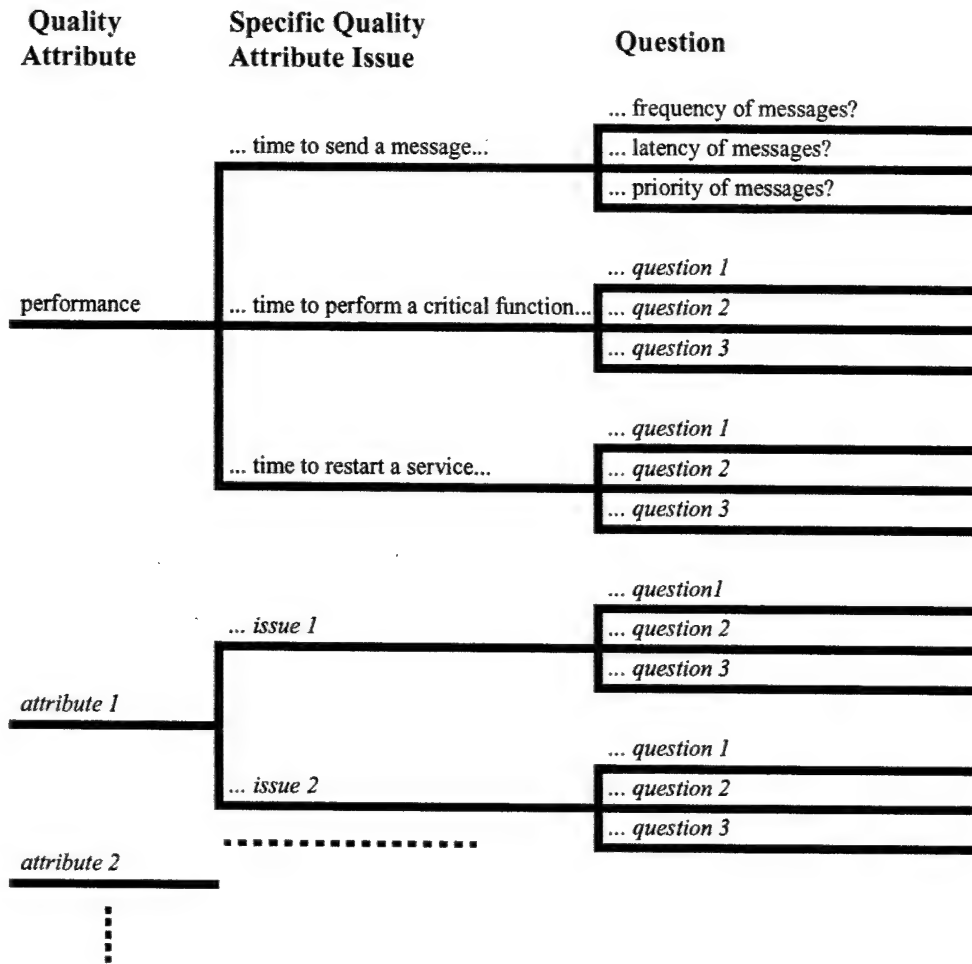 Quality
Attribute
Specific Quality
Attribute Issue
Question
... frequency of messages?
... time to send a message...
... latency of messages?
... priority of messages?
... question 1
performance
... time to perform a critical function...
... question 2
... question 3
... question 1
... time to restart a service...
... question 2
... question 3
... question1
... issue 1
... question 2
... question 3
attribute 1
... question 1
... issue 2
... question 2
... question 3
attribute 2